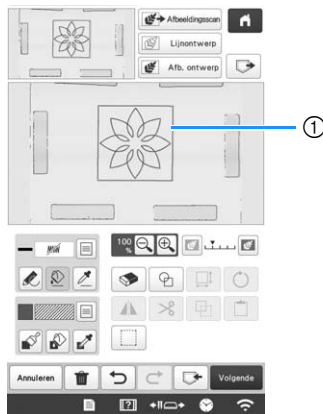 Afbeeldingsscan
Lijnontwerp
Afb. ontwerp
①
100
%
Annuleren
Volgende